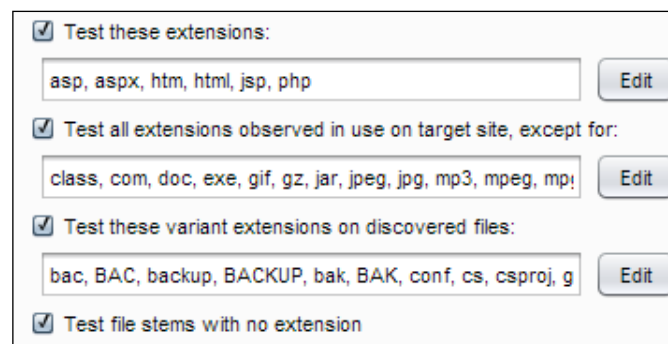 Test these extensions:
asp, aspx, htm, html, jsp, php
Edit
Test all extensions observed in use on target site, except for:
class, com, doc, exe, gif, gz, jar, jpeg, jpg, mp3, mpeg,
Edit
Test these variant extensions on discovered files:
bac, BAC, backup, BACKUP, bak, BAK, conf, cs, csproj,
Edit
Test file stems with no extension